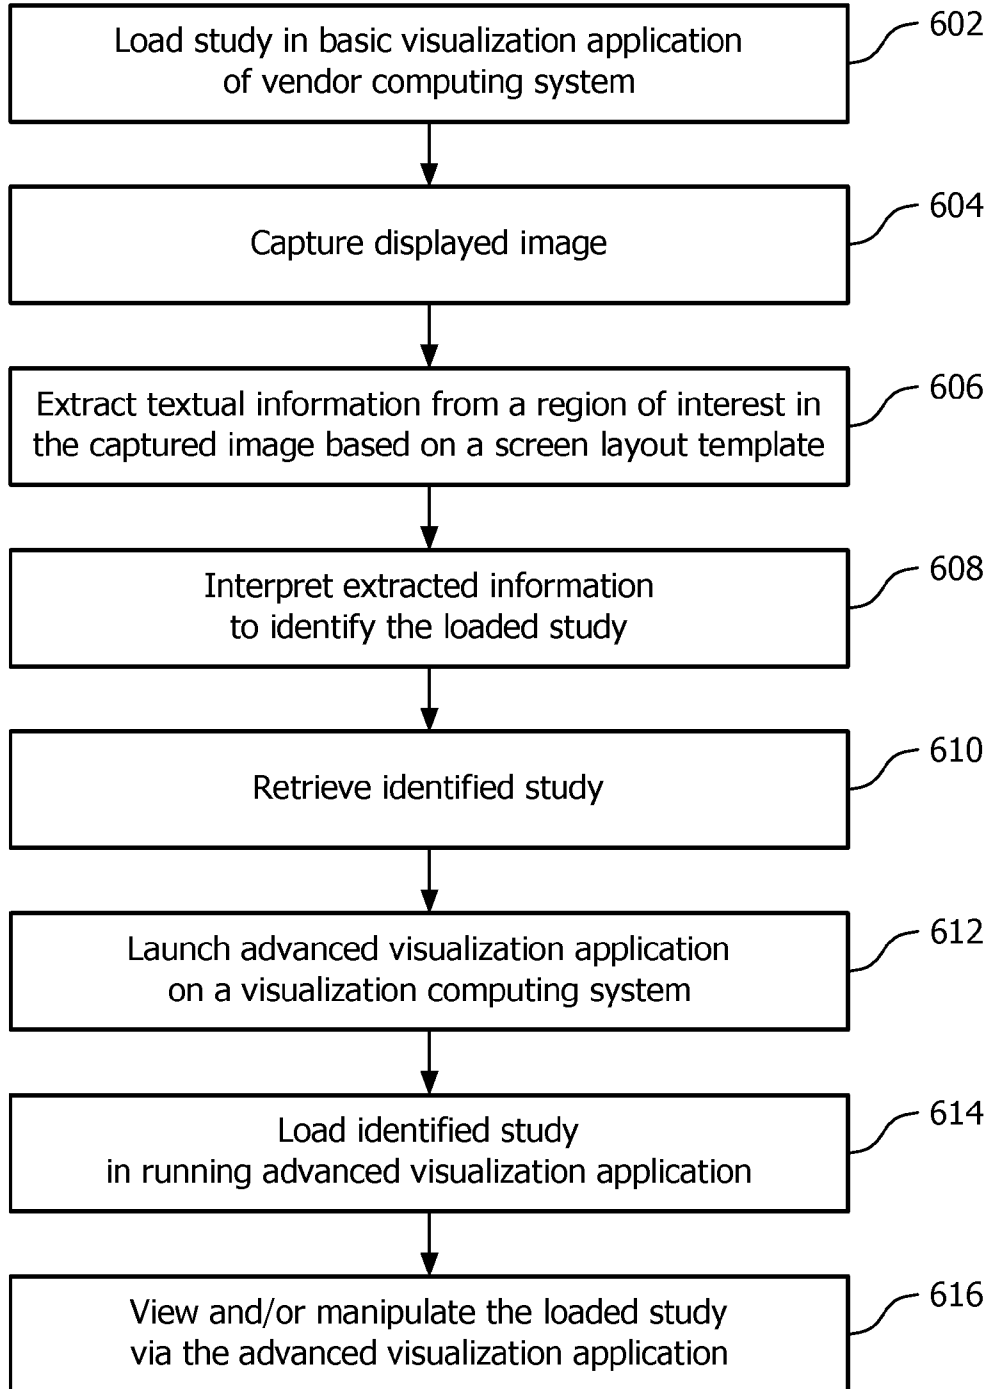 Load study in basic visualization application
of vendor computing system
602
Capture displayed image
604
Extract textual information from a region of interest in
the captured image based on a screen layout template
606
Interpret extracted information
to identify the loaded study
608
Retrieve identified study
610
Launch advanced visualization application
on a visualization computing system
612
Load identified study
in running advanced visualization application
614
View and/or manipulate the loaded study
via the advanced visualization application
616